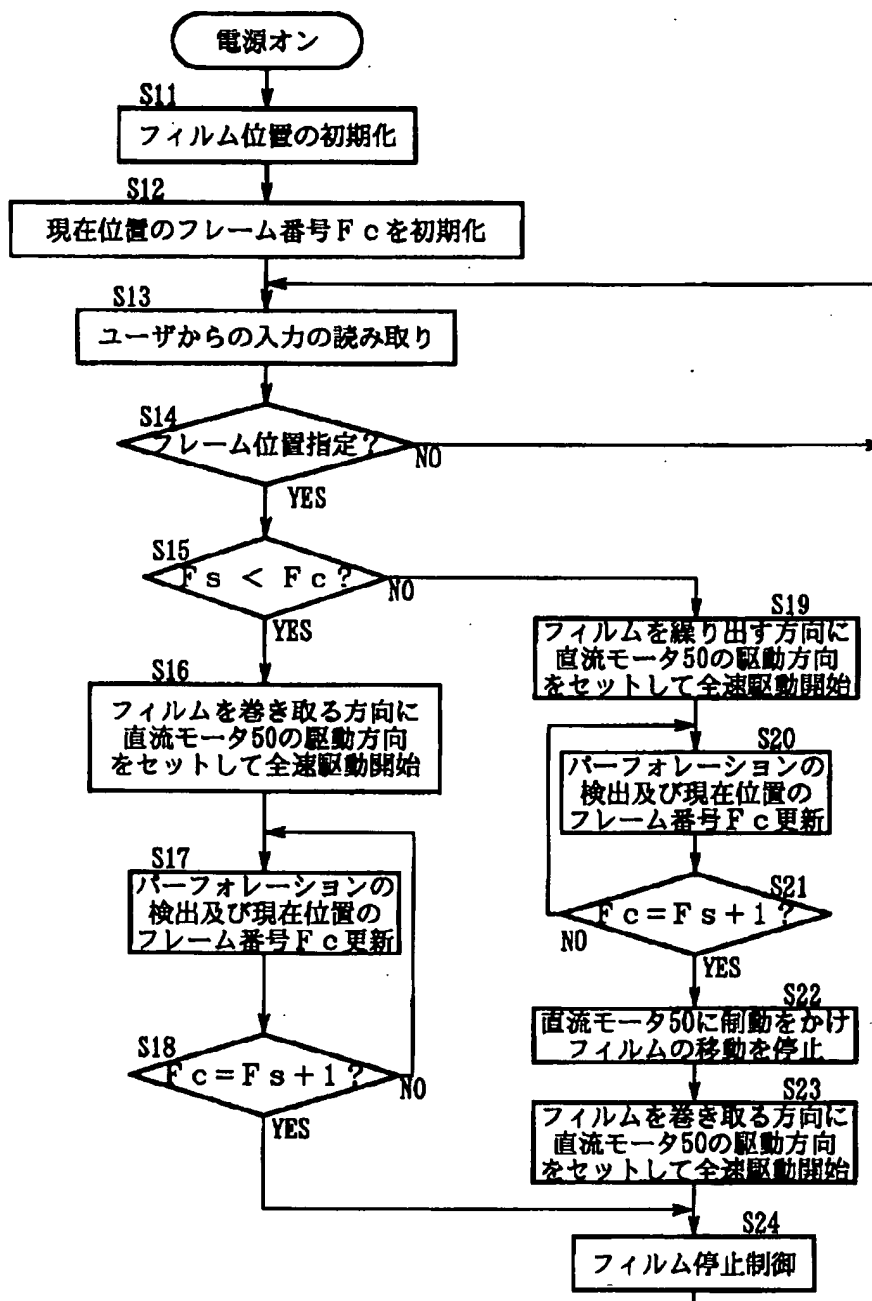 電源オン
S11
フィルム位置の初期化
S12
現在位置のフレーム番号Fcを初期化
S13
ユーザからの入力の読み取り
S14
フレーム位置指定?
NO
YES
S15
Fs < Fc?
NO
YES
S16
フィルムを巻き取る方向に
直流モータ50の駆動方向
をセットして全速駆動開始
S17
パーフォレーションの
検出及び現在位置の
フレーム番号Fc更新
S18
Fc=Fs+1?
NO
YES
S19
フィルムを繰り出す方向に
直流モータ50の駆動方向
をセットして全速駆動開始
S20
パーフォレーションの
検出及び現在位置の
フレーム番号Fc更新
S21
Fc=Fs+1?
NO
YES
S22
直流モータ50に制動をかけ
フィルムの移動を停止
S23
フィルムを巻き取る方向に
直流モータ50の駆動方向
をセットして全速駆動開始
S24
フィルム停止制御